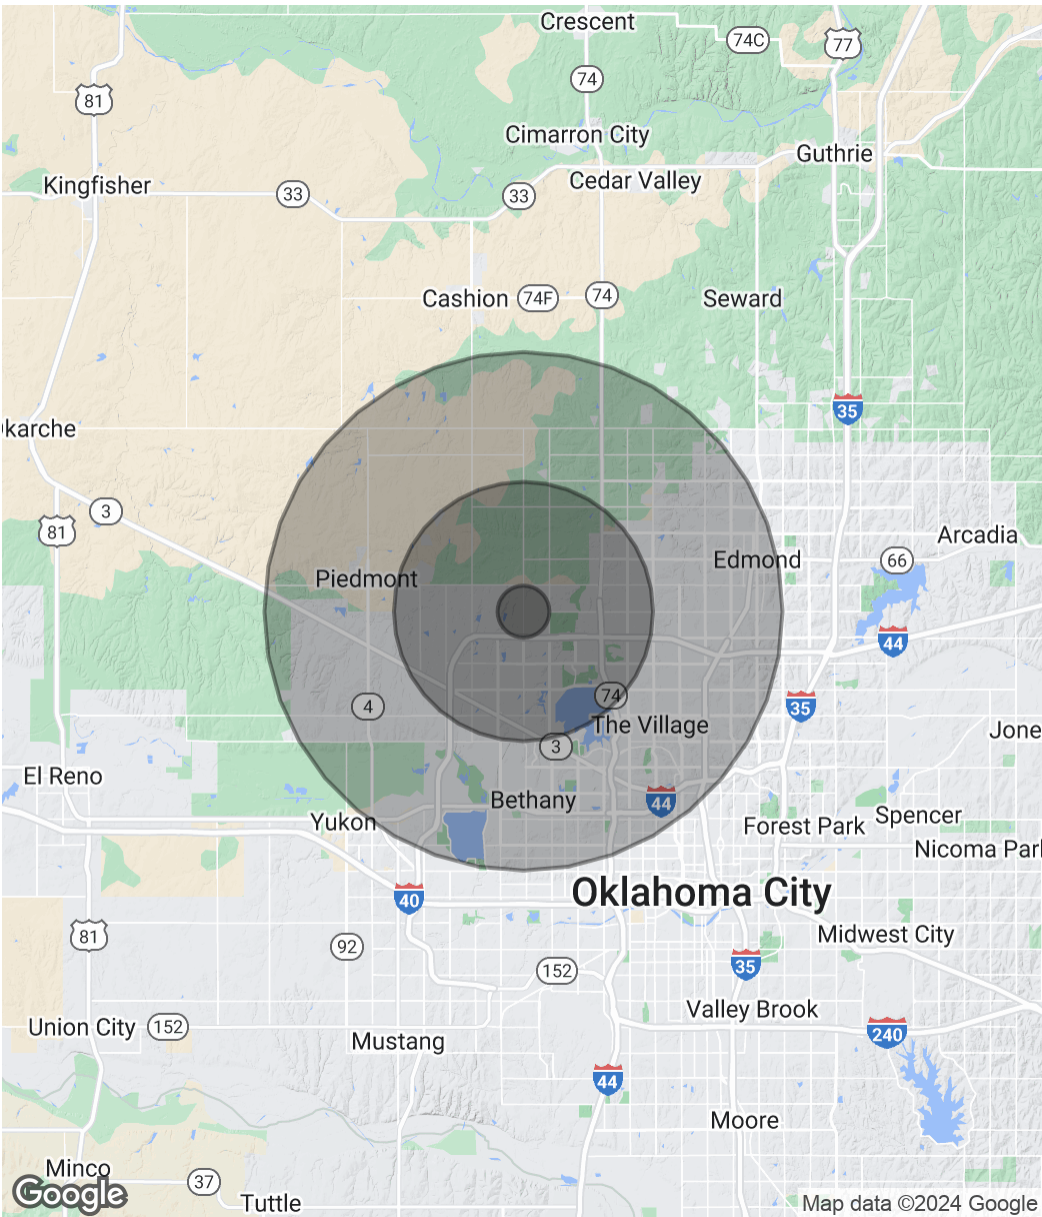 Crescent
74C
77
74
81
Cimarron City
Guthrie
Kingfisher
33
33
Cedar Valley
Cashion
74F
74
Seward
35
karche
3
81
Arcadia
Edmond
66
Piedmont
44
74
4
35
The Village
Jone
3
El Reno
Bethany
44
Spencer
Yukon
Forest Park
Nicoma Park
Oklahoma City
40
81
Midwest City
92
35
152
Valley Brook
Union City
152
240
Mustang
44
Moore
Minco
37
Google
Tuttle
Map data ©2024 Google